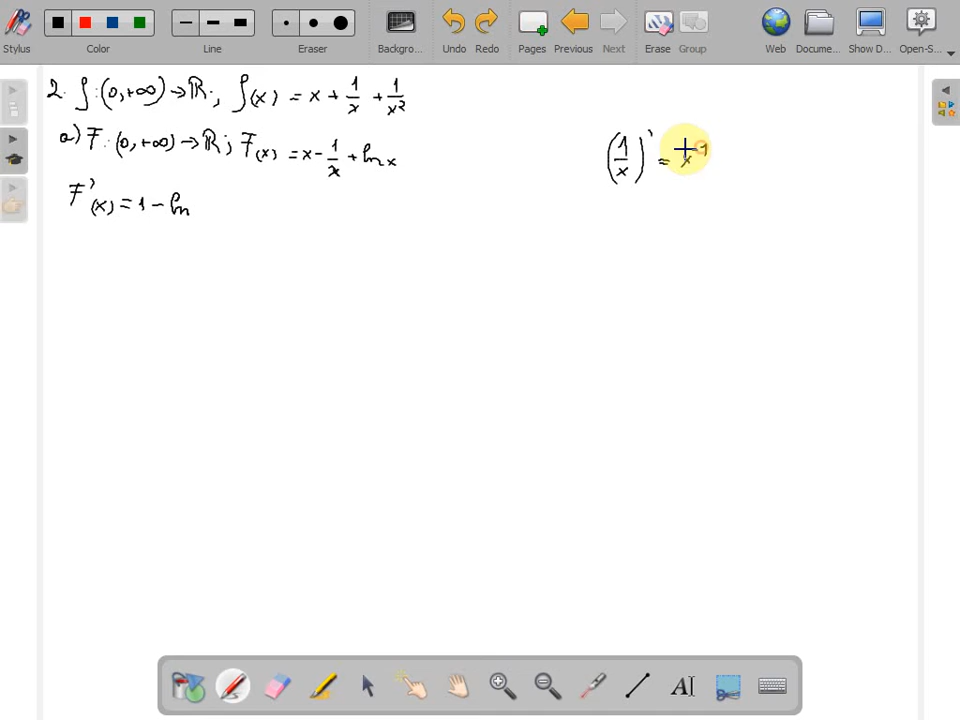 Stylus
Color
Line
Eraser
Backgro...
Undo
Redo
Pages
Previous
Next
Erase
Group
Web
Docume...
Show D...
Open-S...
2. f:(0,+∞)→ℝ; f(x) = x + 1/x + 1/x²
a) F:(0,+∞)→ℝ; F(x) = x - 1/x + ln x
F'(x) = 1 - ln
(1/x)' = x⁻¹